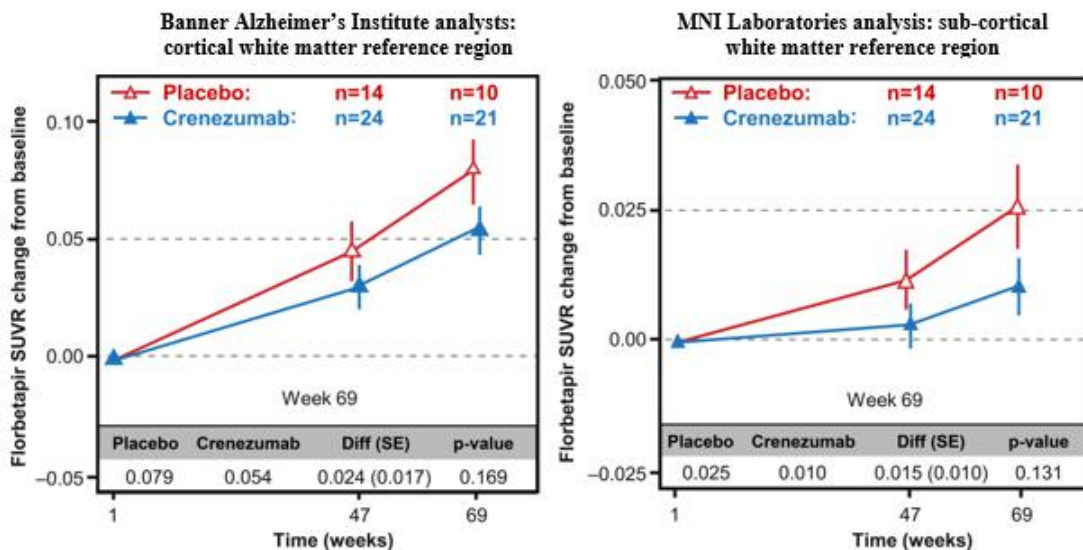 Banner Alzheimer's Institute analysts:
cortical white matter reference region
Florbetapir SUVR change from baseline
0.10
0.05
0.00
–0.05
Placebo: n=14 n=10
Crenezumab: n=24 n=21
Week 69
Placebo Crenezumab Diff (SE) p-value
0.079 0.054 0.024 (0.017) 0.169
1 47 69
Time (weeks)
MNI Laboratories analysis: sub-cortical
white matter reference region
Florbetapir SUVR change from baseline
0.050
0.025
0.00
–0.025
Placebo: n=14 n=10
Crenezumab: n=24 n=21
Week 69
Placebo Crenezumab Diff (SE) p-value
0.025 0.010 0.015 (0.010) 0.131
1 47 69
Time (weeks)